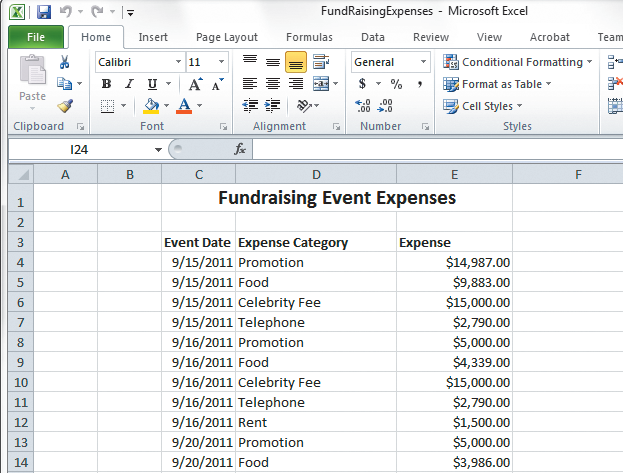 FundRaisingExpenses - Microsoft Excel
File Home Insert Page Layout Formulas Data Review View Acrobat Team
Calibri 11 General Conditional Formatting
Paste B I U A A $ % , Format as Table
A .00 .00 Cell Styles
Clipboard Font Alignment Number Styles
I24 fx
A B C D E F
1 Fundraising Event Expenses
2
3 Event Date Expense Category Expense
4 9/15/2011 Promotion $14,987.00
5 9/15/2011 Food $9,883.00
6 9/15/2011 Celebrity Fee $15,000.00
7 9/15/2011 Telephone $2,790.00
8 9/16/2011 Promotion $5,000.00
9 9/16/2011 Food $4,339.00
10 9/16/2011 Celebrity Fee $15,000.00
11 9/16/2011 Telephone $2,790.00
12 9/16/2011 Rent $1,500.00
13 9/20/2011 Promotion $5,000.00
14 9/20/2011 Food $3,986.00